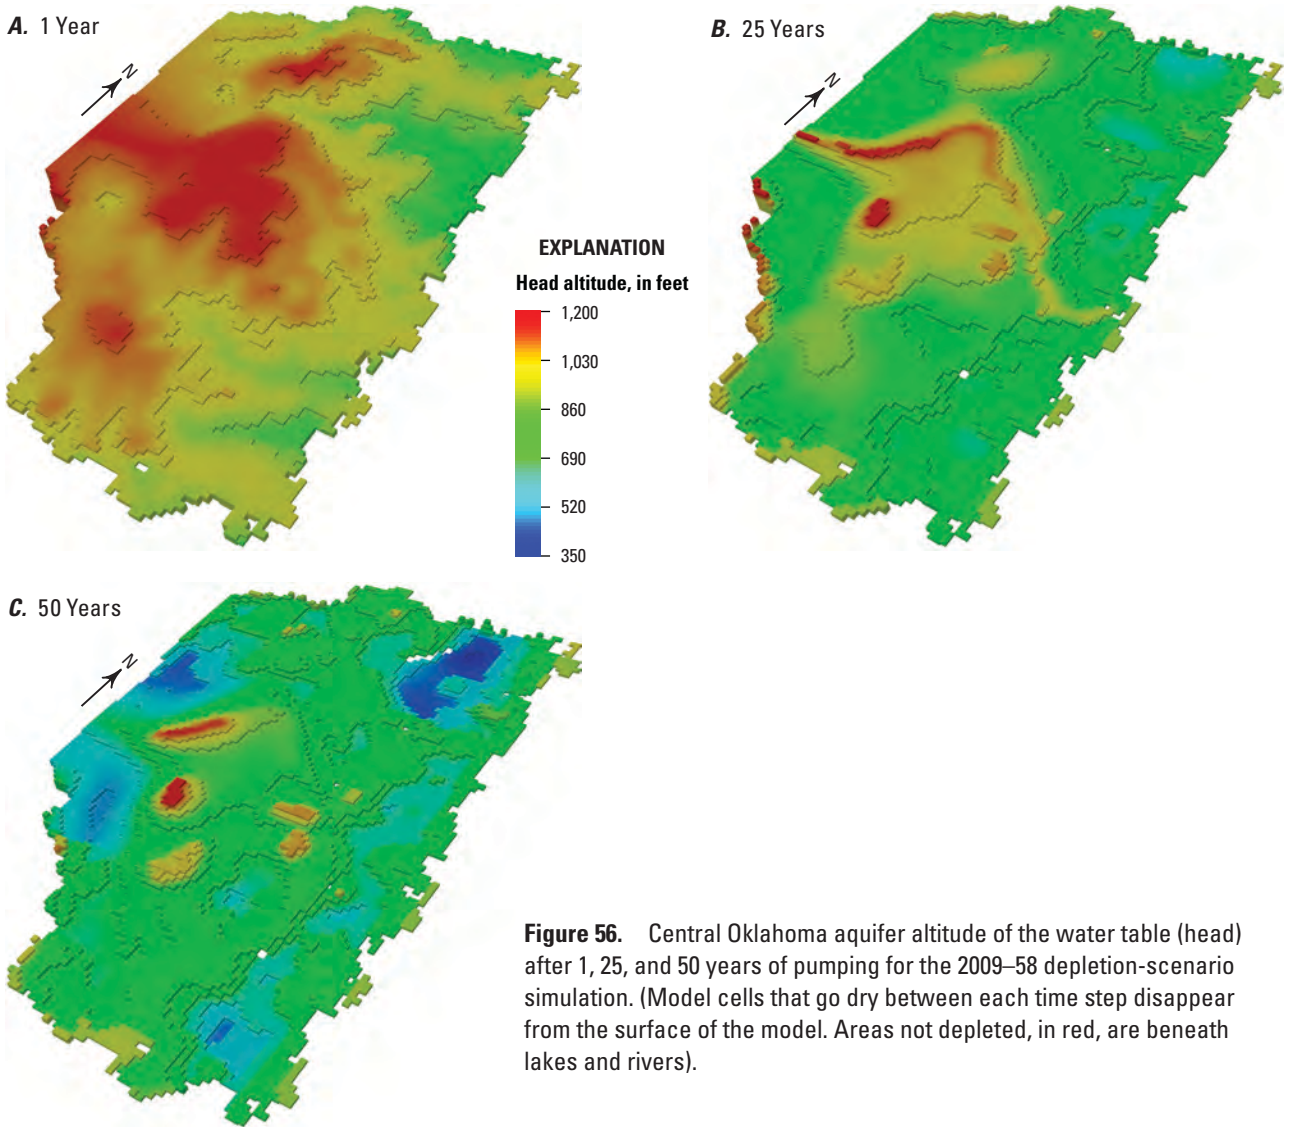 A. 1 Year
N
B. 25 Years
N
EXPLANATION
Head altitude, in feet
1,200
1,030
860
690
520
350
C. 50 Years
N
Figure 56. Central Oklahoma aquifer altitude of the water table (head)
after 1, 25, and 50 years of pumping for the 2009–58 depletion-scenario
simulation. (Model cells that go dry between each time step disappear
from the surface of the model. Areas not depleted, in red, are beneath
lakes and rivers).